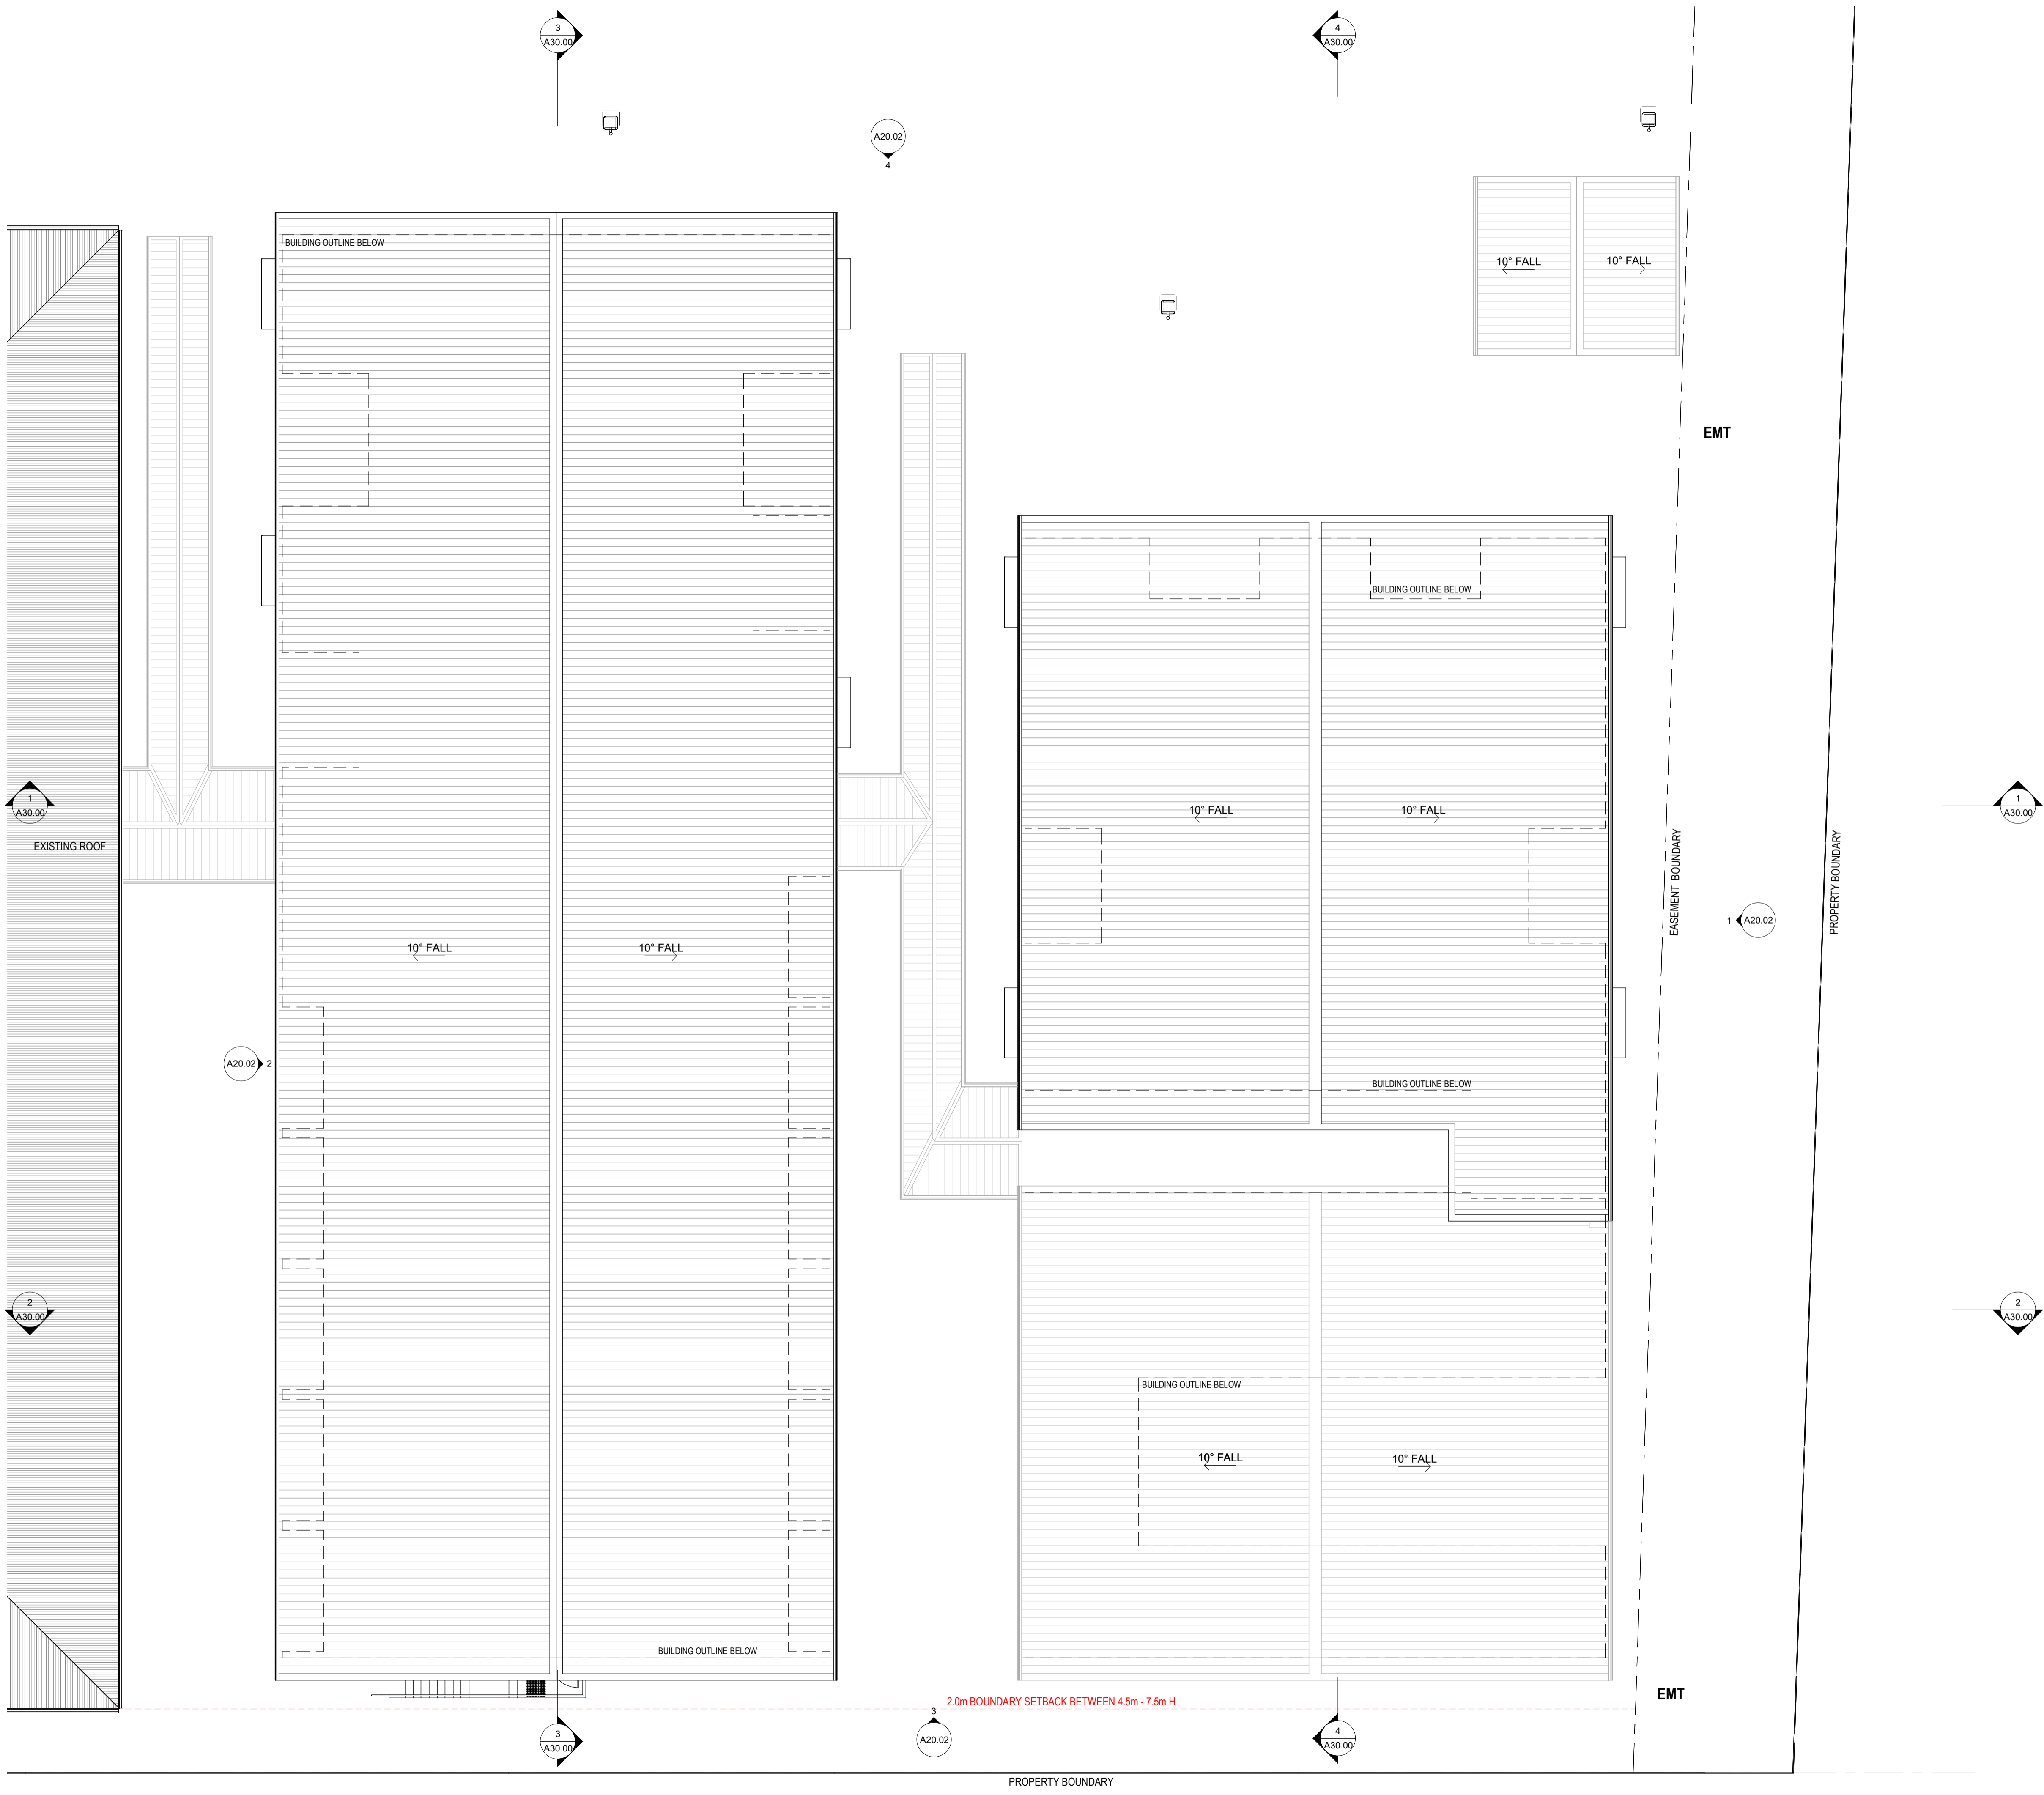 3
A30.00
4
A30.00
A20.02
4
BUILDING OUTLINE BELOW
10° FALL
10° FALL
EMT
BUILDING OUTLINE BELOW
1
A30.00
1
A30.00
10° FALL
10° FALL
EXISTING ROOF
EASEMENT BOUNDARY
PROPERTY BOUNDARY
1
A20.02
10° FALL
10° FALL
A20.02
2
BUILDING OUTLINE BELOW
2
A30.00
2
A30.00
BUILDING OUTLINE BELOW
10° FALL
10° FALL
BUILDING OUTLINE BELOW
EMT
2.0m BOUNDARY SETBACK BETWEEN 4.5m - 7.5m H
3
A20.02
3
A30.00
4
A30.00
PROPERTY BOUNDARY